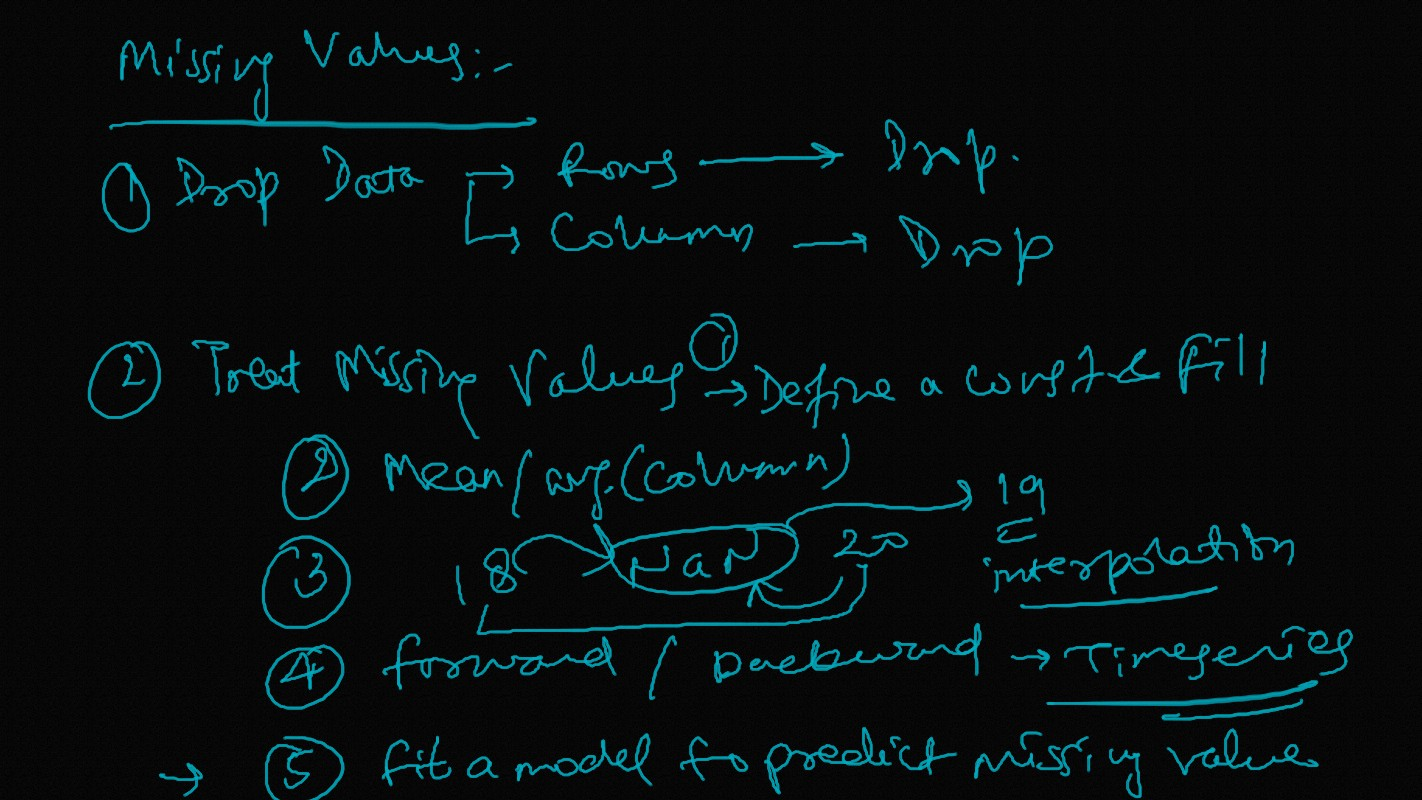 Missing Values:-
① Drop Data → Rows → Drop.
↳ Column → Drop
② Treat Missing Values ① → Define a const & fill
② Mean/avg.(Column)
③ 18 NaN 20 → 19 interpolation
④ forward / backward → Timeseries
→ ⑤ fit a model to predict missing value